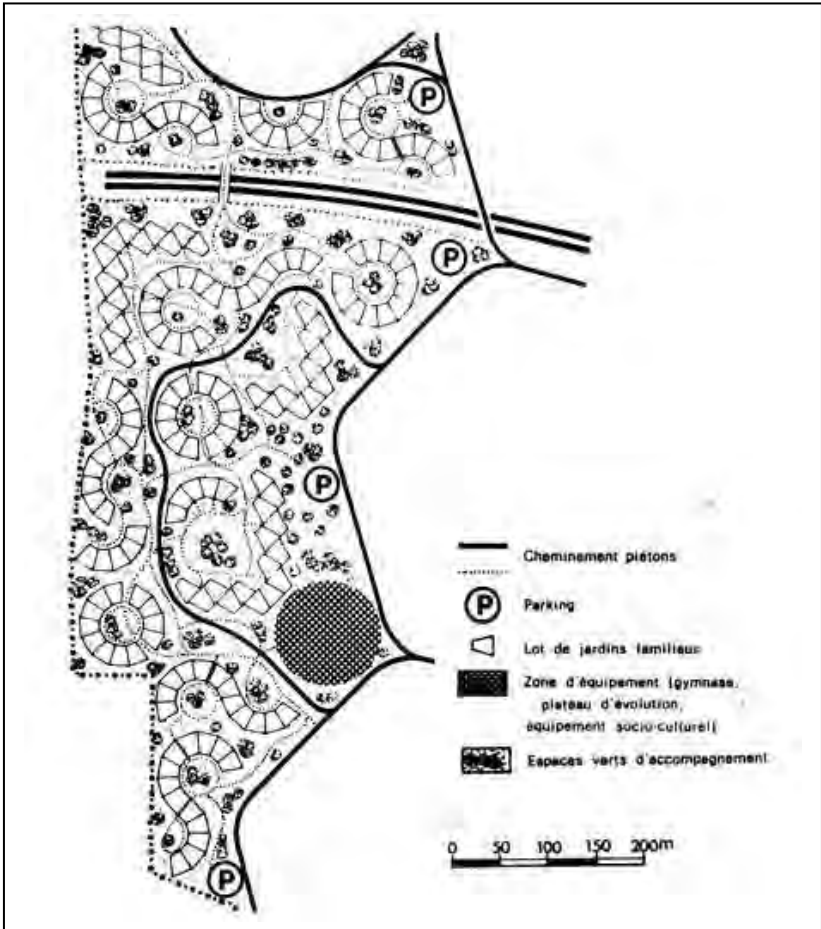 P
P
P
P
Cheminement piétons
P
Parking
Lot de jardins familiaux
Zone d'équipement (gymnase,
plateau d'évolution,
équipement socio-culturel)
Espaces verts d'accompagnement
0 50 100 150 200m